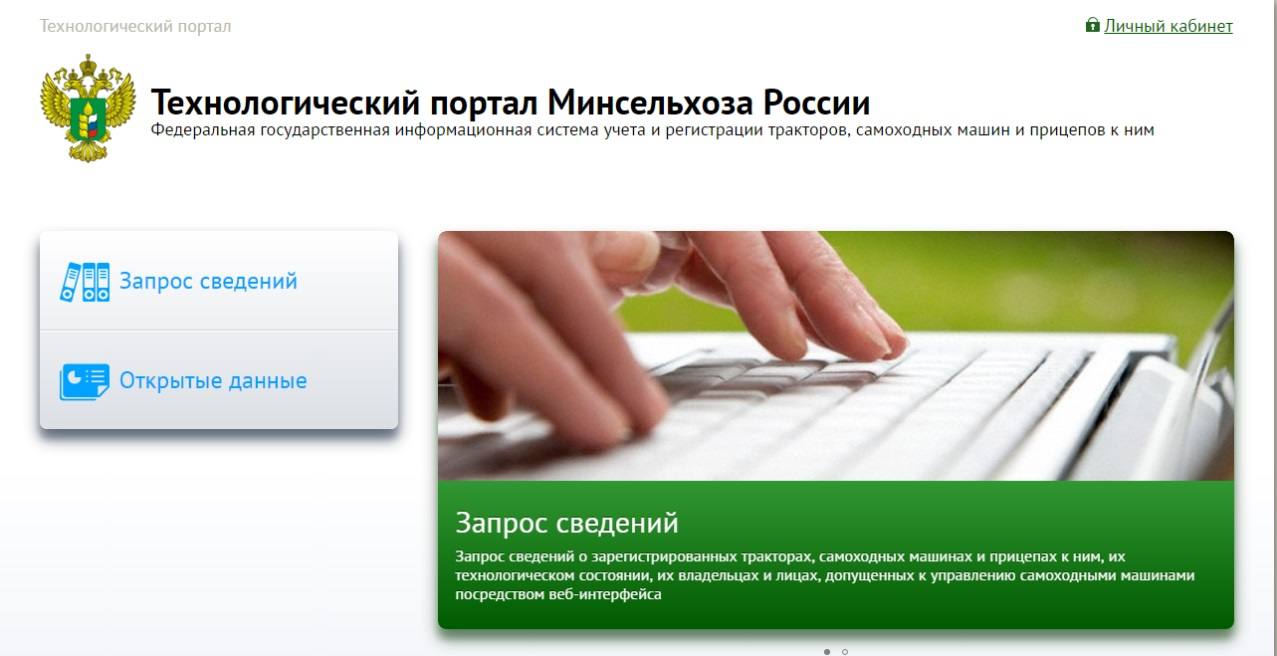 Технологический портал
Личный кабинет
Технологический портал Минсельхоза России
Федеральная государственная информационная система учета и регистрации тракторов, самоходных машин и прицепов к ним
Запрос сведений
Открытые данные
Запрос сведений
Запрос сведений о зарегистрированных тракторах, самоходных машинах и прицепах к ним, их
технологическом состоянии, их владельцах и лицах, допущенных к управлению самоходными машинами
посредством веб-интерфейса